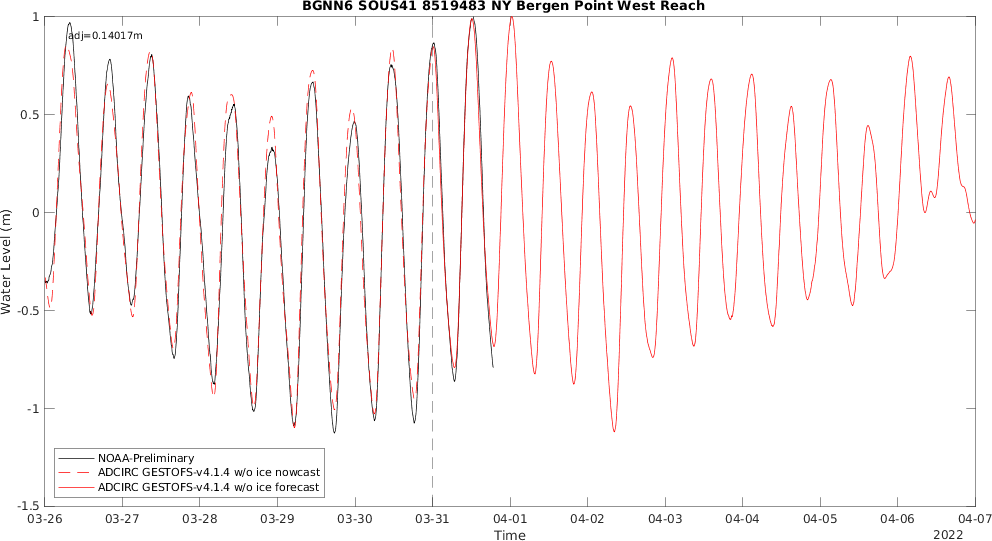 BGNN6 SOUS41 8519483 NY Bergen Point West Reach
adj=0.14017m
1
0.5
0
-0.5
-1
-1.5
Water Level (m)
NOAA-Preliminary
ADCIRC GESTOFS-v4.1.4 w/o ice nowcast
ADCIRC GESTOFS-v4.1.4 w/o ice forecast
03-26 03-27 03-28 03-29 03-30 03-31 04-01 04-02 04-03 04-04 04-05 04-06 04-07
Time
2022